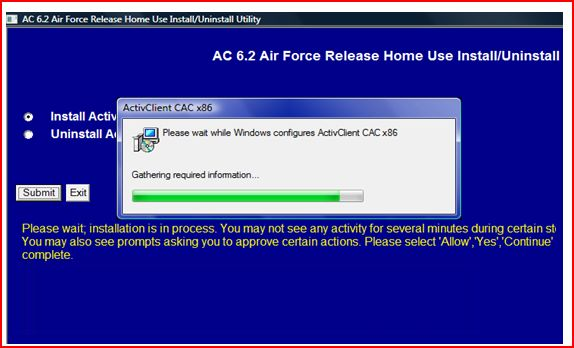 AC 6.2 Air Force Release Home Use Install/Uninstall Utility
AC 6.2 Air Force Release Home Use Install/Uninstall
ActivClient CAC x86
Install Activ
Please wait while Windows configures ActivClient CAC x86
Uninstall A
Gathering required information...
Submit Exit
Please wait; installation is in process. You may not see any activity for several minutes during certain
You may also see prompts asking you to approve certain actions. Please select 'Allow','Yes','Continue'
complete.